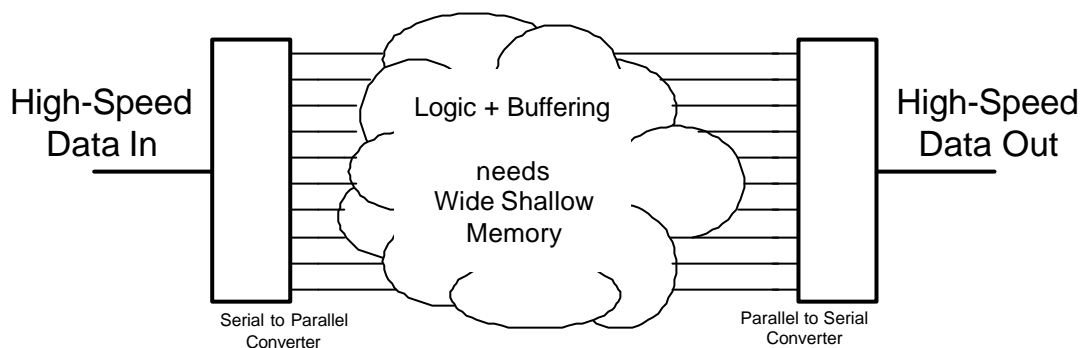 High-Speed
Data In
Logic + Buffering
needs
Wide Shallow
Memory
High-Speed
Data Out
Serial to Parallel
Converter
Parallel to Serial
Converter